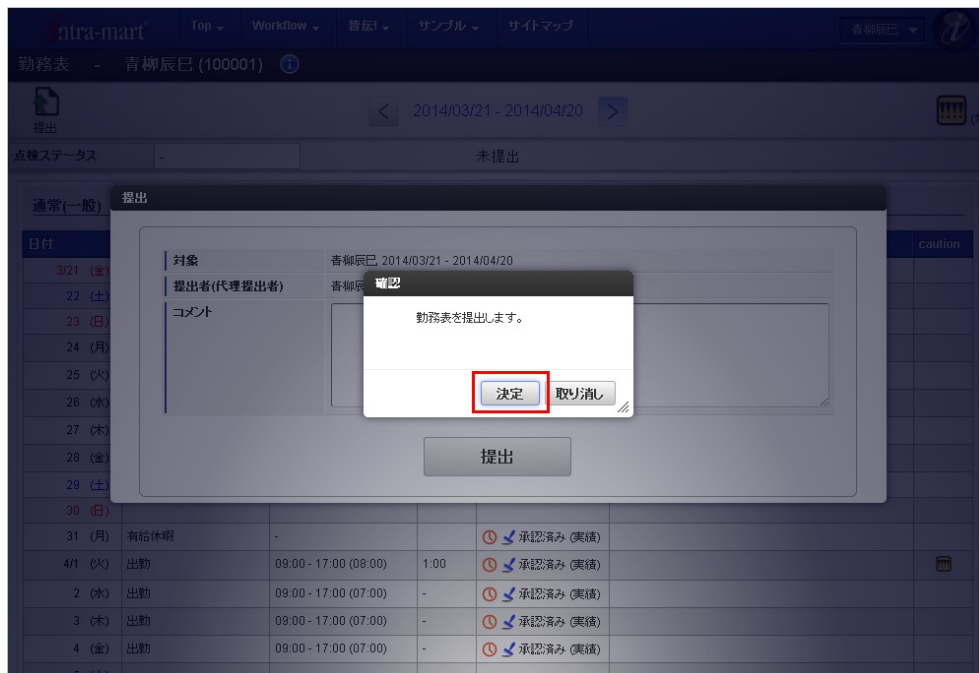 intra-mart Top Workflow 皆伝! サンプル サイトマップ 青柳辰巳
勤務表 - 青柳辰巳 (100001)
提出 2014/03/21 - 2014/04/20
点検ステータス - 未提出
通常(一般)
提出
日付 caution
対象 青柳辰巳, 2014/03/21 - 2014/04/20
3/21 (金)
提出者(代理提出者) 青柳辰
22 (土)
確認
コメント
23 (日)
勤務表を提出します。
24 (月)
25 (火)
決定 取り消し
26 (水)
27 (木)
28 (金)
提出
29 (土)
30 (日)
31 (月) 有給休暇 - 承認済み (実績)
4/1 (火) 出勤 09:00 - 17:00 (08:00) 1:00 承認済み (実績)
2 (水) 出勤 09:00 - 17:00 (07:00) - 承認済み (実績)
3 (木) 出勤 09:00 - 17:00 (07:00) - 承認済み (実績)
4 (金) 出勤 09:00 - 17:00 (07:00) - 承認済み (実績)